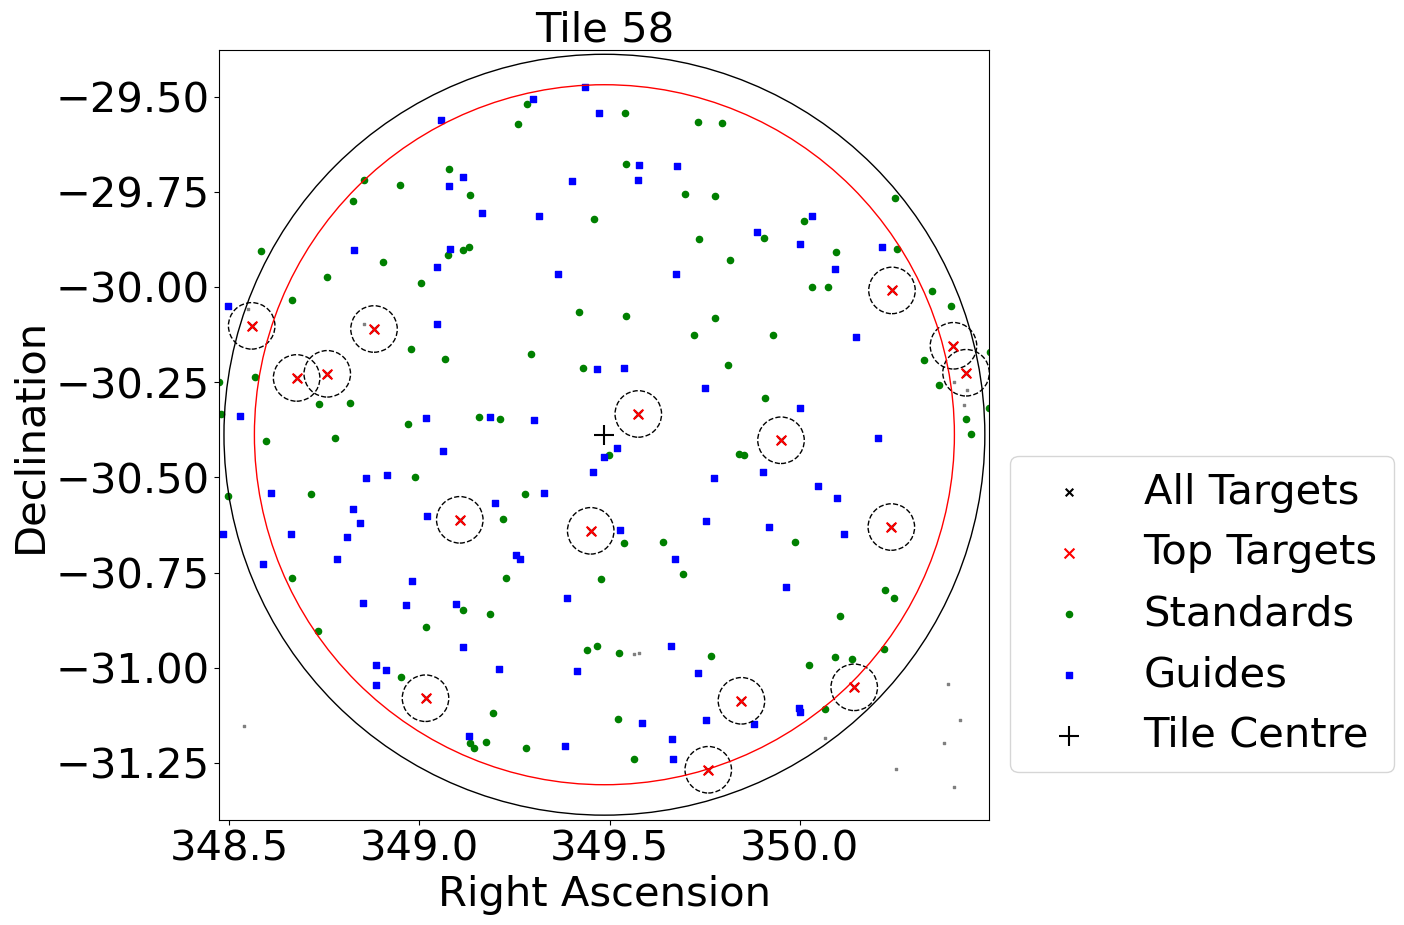 Tile 58
−29.50
−29.75
−30.00
−30.25
−30.50
−30.75
−31.00
−31.25
Declination
348.5 349.0 349.5 350.0
Right Ascension
All Targets
Top Targets
Standards
Guides
Tile Centre